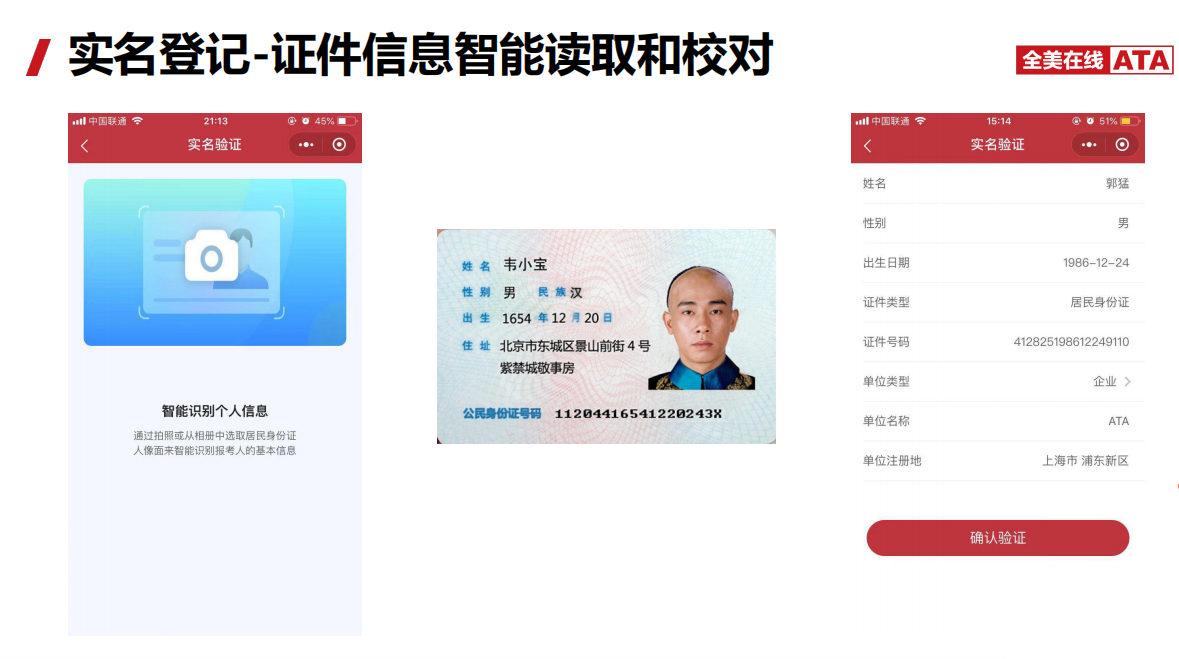 实名登记-证件信息智能读取和校对
全美在线 ATA
中国联通 21:13 45%
实名验证
智能识别个人信息
通过拍照或从相册中选取居民身份证
人像面来智能识别报考人的基本信息
姓名 韦小宝
性别 男 民族 汉
出生 1654 年 12 月 20 日
住址 北京市东城区景山前街 4 号
紫禁城敬事房
公民身份证号码 11204416541220243X
中国联通 15:14 51%
实名验证
姓名 郭猛
性别 男
出生日期 1986-12-24
证件类型 居民身份证
证件号码 412825198612249110
单位类型 企业
单位名称 ATA
单位注册地 上海市 浦东新区
确认验证